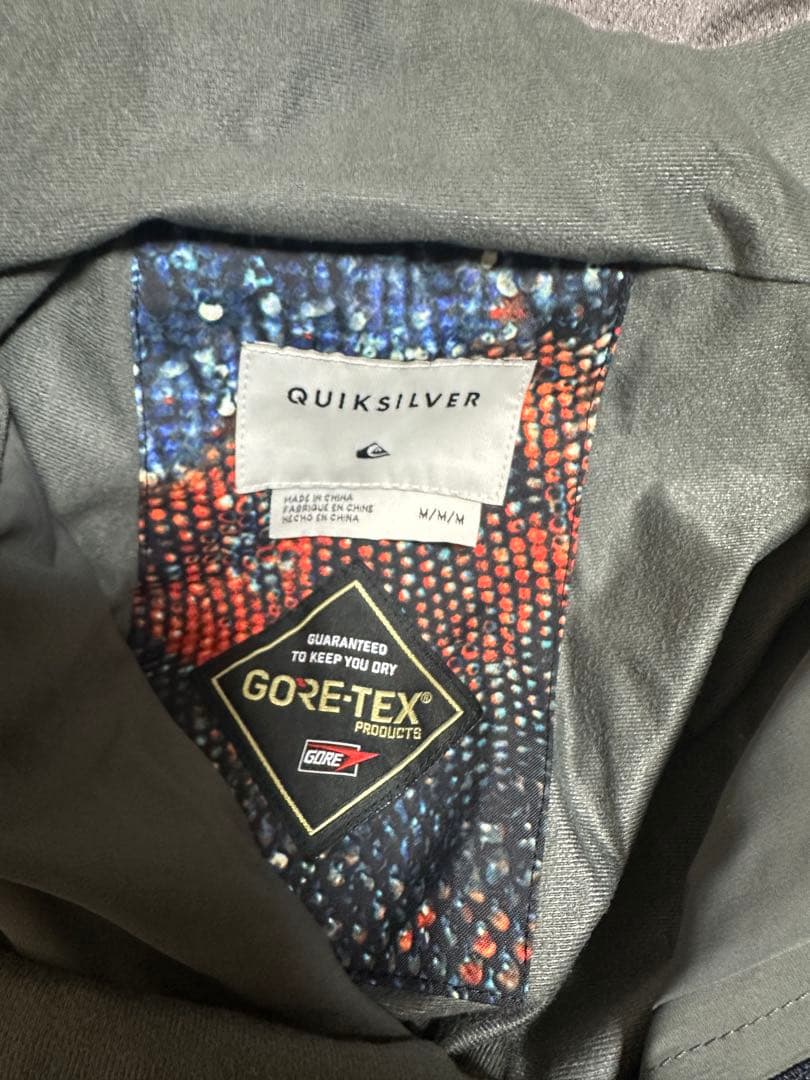 QUIKSILVER
MADE IN CHINA
FABRIQUE EN CHINE
HECHO EN CHINA
M/M/M
GUARANTEED
TO KEEP YOU DRY
GORE-TEX®
PRODUCTS
GORE